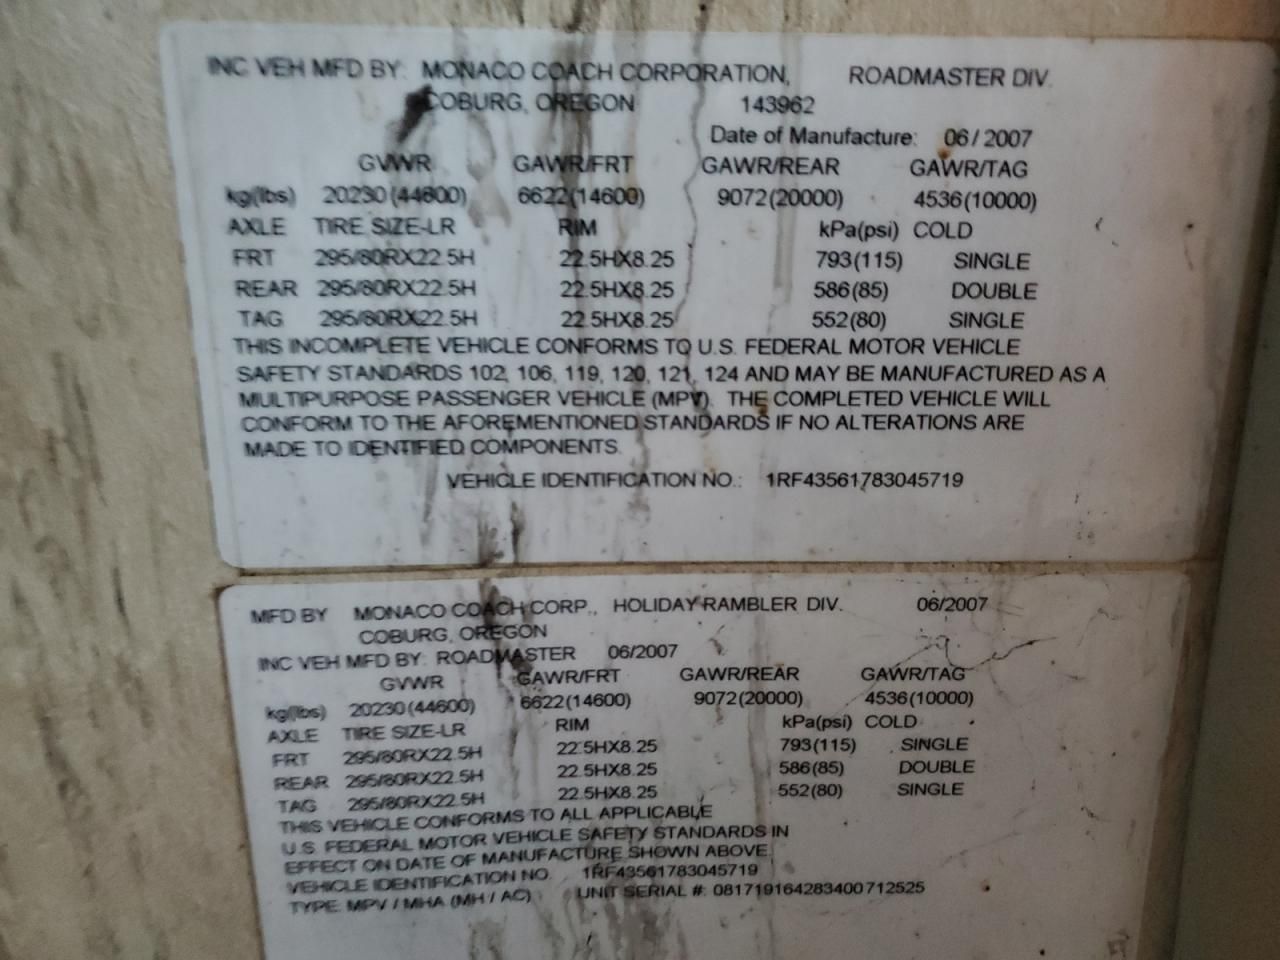 INC VEH MFD BY: MONACO COACH CORPORATION, ROADMASTER DIV.
COBURG, OREGON 143962
Date of Manufacture: 06/2007
GVWR GAWR/FRT GAWR/REAR GAWR/TAG
kg(lbs) 20230(44600) 6622(14600) 9072(20000) 4536(10000)
AXLE TIRE SIZE-LR RIM kPa(psi) COLD
FRT 295/80RX22.5H 22.5HX8.25 793(115) SINGLE
REAR 295/80RX22.5H 22.5HX8.25 586(85) DOUBLE
TAG 295/80RX22.5H 22.5HX8.25 552(80) SINGLE
THIS INCOMPLETE VEHICLE CONFORMS TO U.S. FEDERAL MOTOR VEHICLE
SAFETY STANDARDS 102, 106, 119, 120, 121, 124 AND MAY BE MANUFACTURED AS A
MULTIPURPOSE PASSENGER VEHICLE (MPV). THE COMPLETED VEHICLE WILL
CONFORM TO THE AFOREMENTIONED STANDARDS IF NO ALTERATIONS ARE
MADE TO IDENTIFIED COMPONENTS.
VEHICLE IDENTIFICATION NO.: 1RF43561783045719
MFD BY MONACO COACH CORP., HOLIDAY RAMBLER DIV. 06/2007
COBURG, OREGON
INC VEH MFD BY: ROADMASTER 06/2007
GVWR GAWR/FRT GAWR/REAR GAWR/TAG
kg(lbs) 20230(44600) 6622(14600) 9072(20000) 4536(10000)
AXLE TIRE SIZE-LR RIM kPa(psi) COLD
FRT 295/80RX22.5H 22.5HX8.25 793(115) SINGLE
REAR 295/80RX22.5H 22.5HX8.25 586(85) DOUBLE
TAG 295/80RX22.5H 22.5HX8.25 552(80) SINGLE
THIS VEHICLE CONFORMS TO ALL APPLICABLE
U.S. FEDERAL MOTOR VEHICLE SAFETY STANDARDS IN
EFFECT ON DATE OF MANUFACTURE SHOWN ABOVE.
VEHICLE IDENTIFICATION NO. 1RF43561783045719
TYPE: MPV / MHA (MH / AC) UNIT SERIAL #: 081719164283400712525